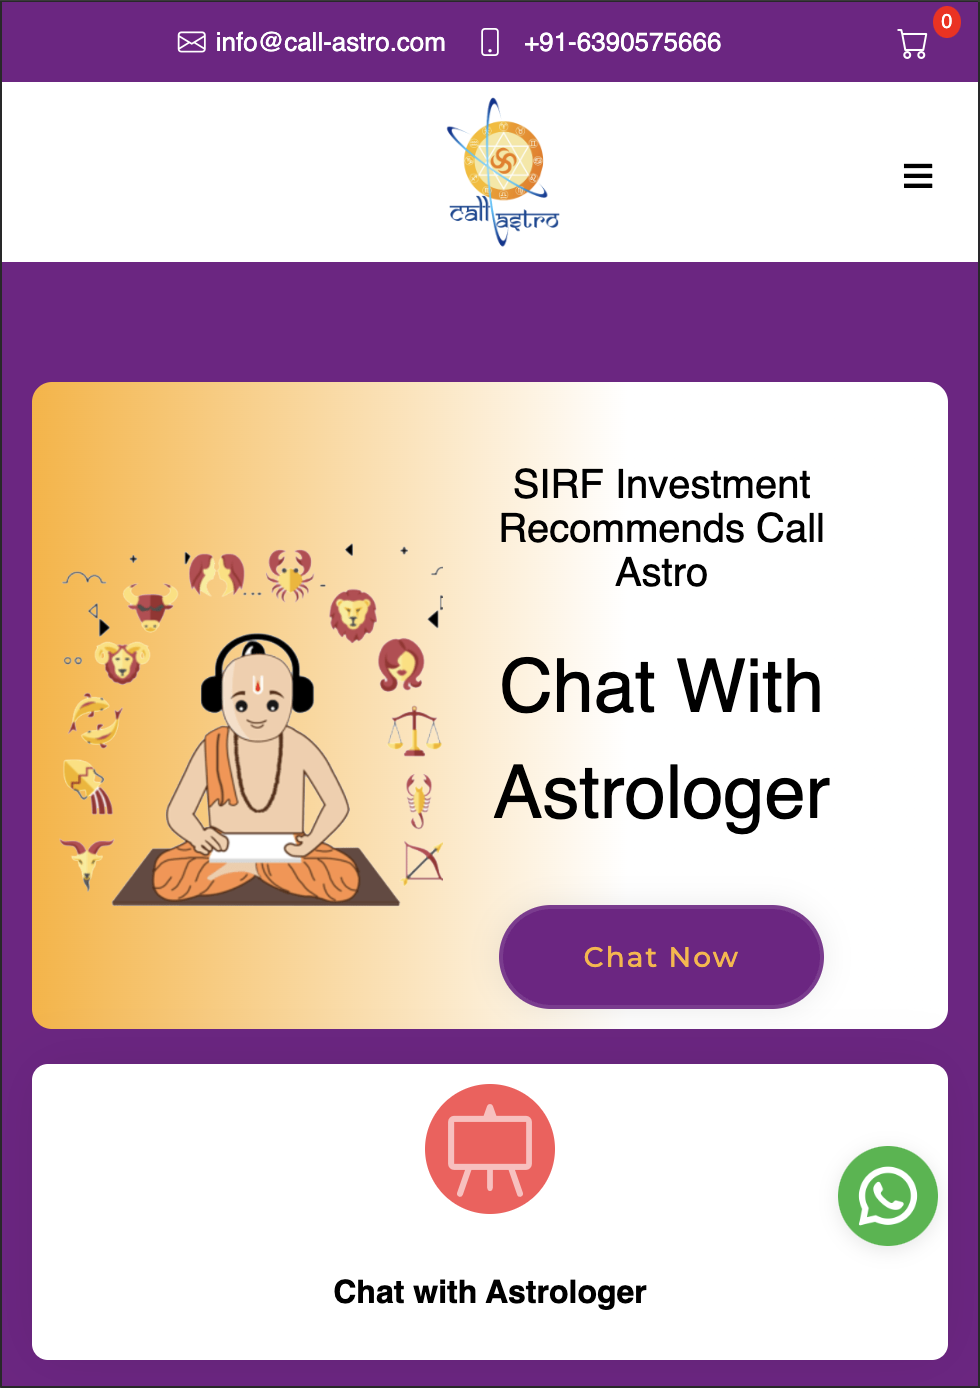 info@call-astro.com +91-6390575666 0
call astro
SIRF Investment
Recommends Call
Astro
Chat With
Astrologer
Chat Now
Chat with Astrologer